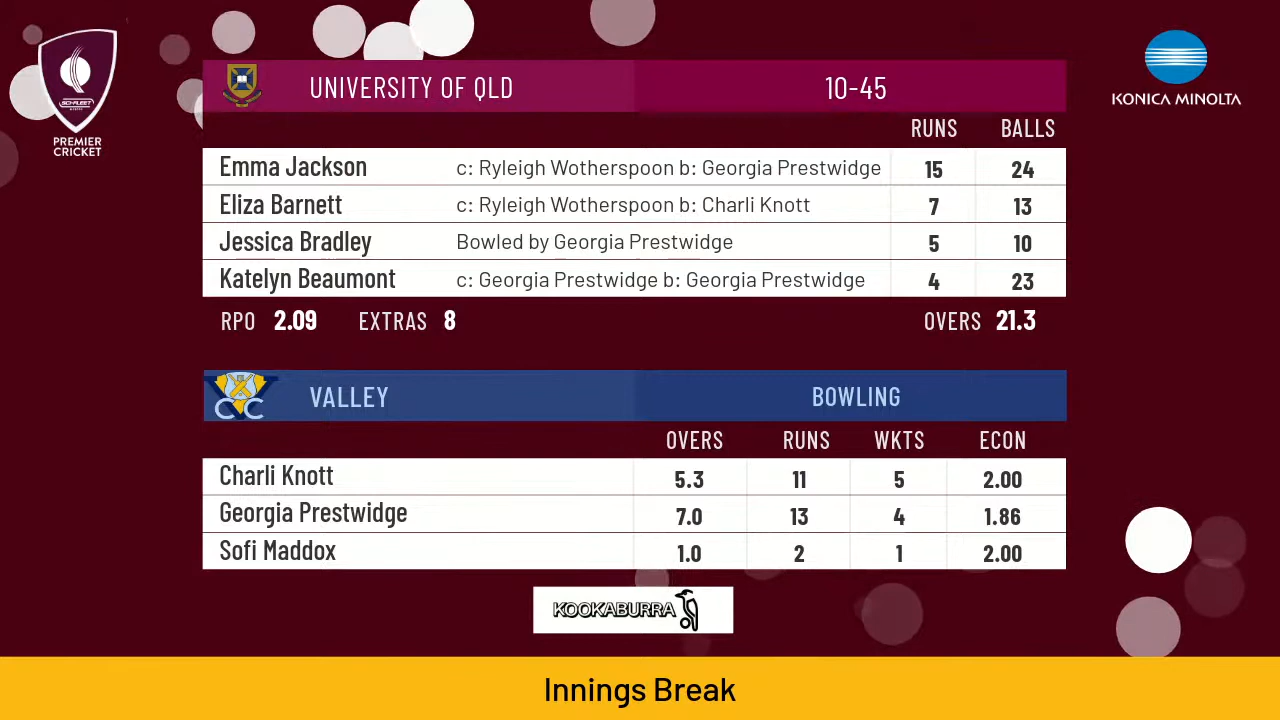 UNIVERSITY OF QLD 10-45
RUNS BALLS
Emma Jackson c: Ryleigh Wotherspoon b: Georgia Prestwidge 15 24
Eliza Barnett c: Ryleigh Wotherspoon b: Charli Knott 7 13
Jessica Bradley Bowled by Georgia Prestwidge 5 10
Katelyn Beaumont c: Georgia Prestwidge b: Georgia Prestwidge 4 23
RPO 2.09 EXTRAS 8 OVERS 21.3
PREMIER
CRICKET
KONICA MINOLTA
VCC
VALLEY BOWLING
OVERS RUNS WKTS ECON
Charli Knott 5.3 11 5 2.00
Georgia Prestwidge 7.0 13 4 1.86
Sofi Maddox 1.0 2 1 2.00
KOOKABURRA
Innings Break